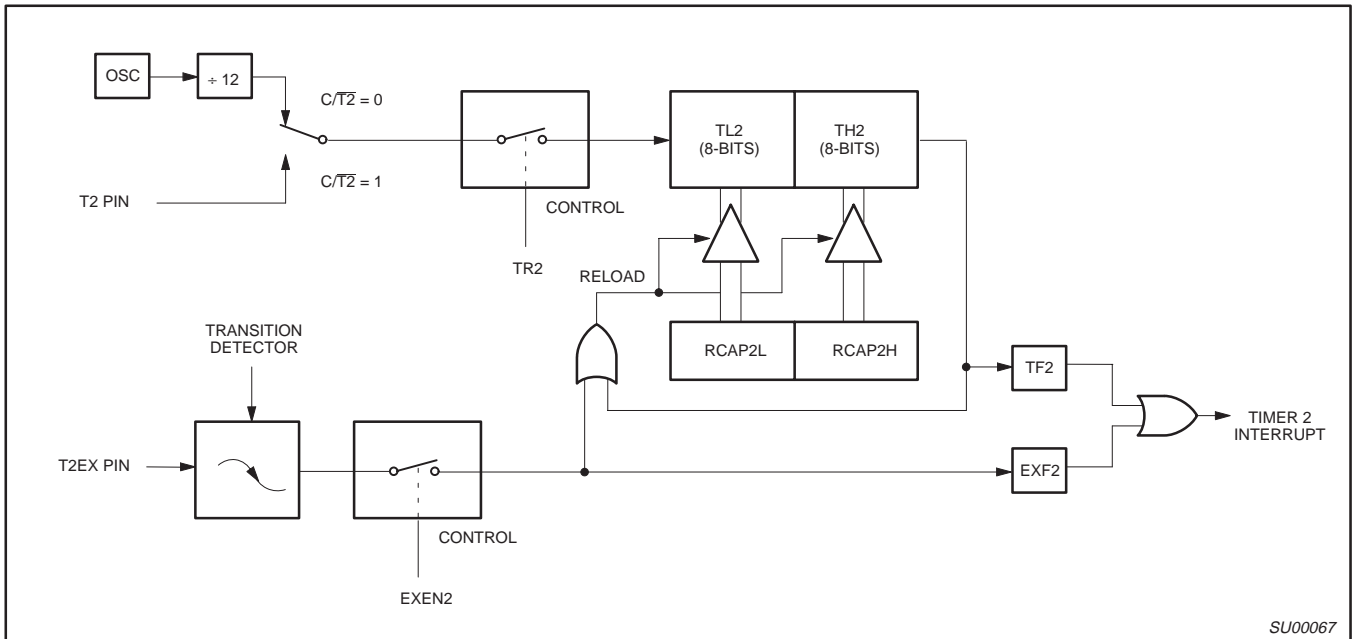 OSC
÷ 12
C/T2̅ = 0
TL2
(8-BITS)
TH2
(8-BITS)
C/T2̅ = 1
T2 PIN
CONTROL
TR2
RELOAD
TRANSITION
DETECTOR
RCAP2L
RCAP2H
TF2
TIMER 2
INTERRUPT
T2EX PIN
EXF2
CONTROL
EXEN2
SU00067